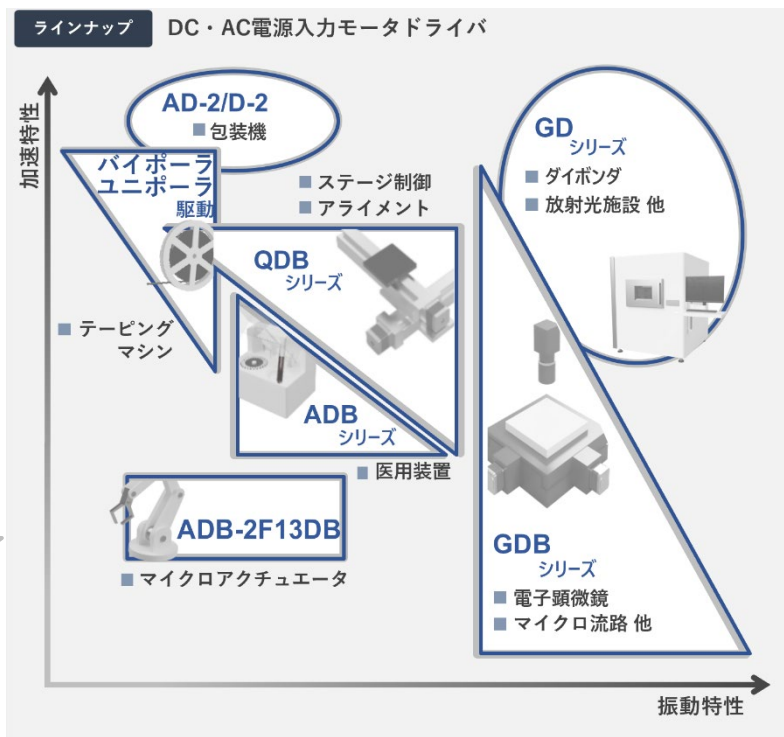 ラインナップ DC・AC電源入力モータドライバ
加速特性
AD-2/D-2
■ 包装機
バイポーラ
ユニポーラ
駆動
■ テーピング
マシン
■ ステージ制御
■ アライメント
QDB
シリーズ
ADB
シリーズ
■ 医用装置
ADB-2F13DB
■ マイクロアクチュエータ
GD
シリーズ
■ ダイボンダ
■ 放射光施設 他
GDB
シリーズ
■ 電子顕微鏡
■ マイクロ流路 他
振動特性